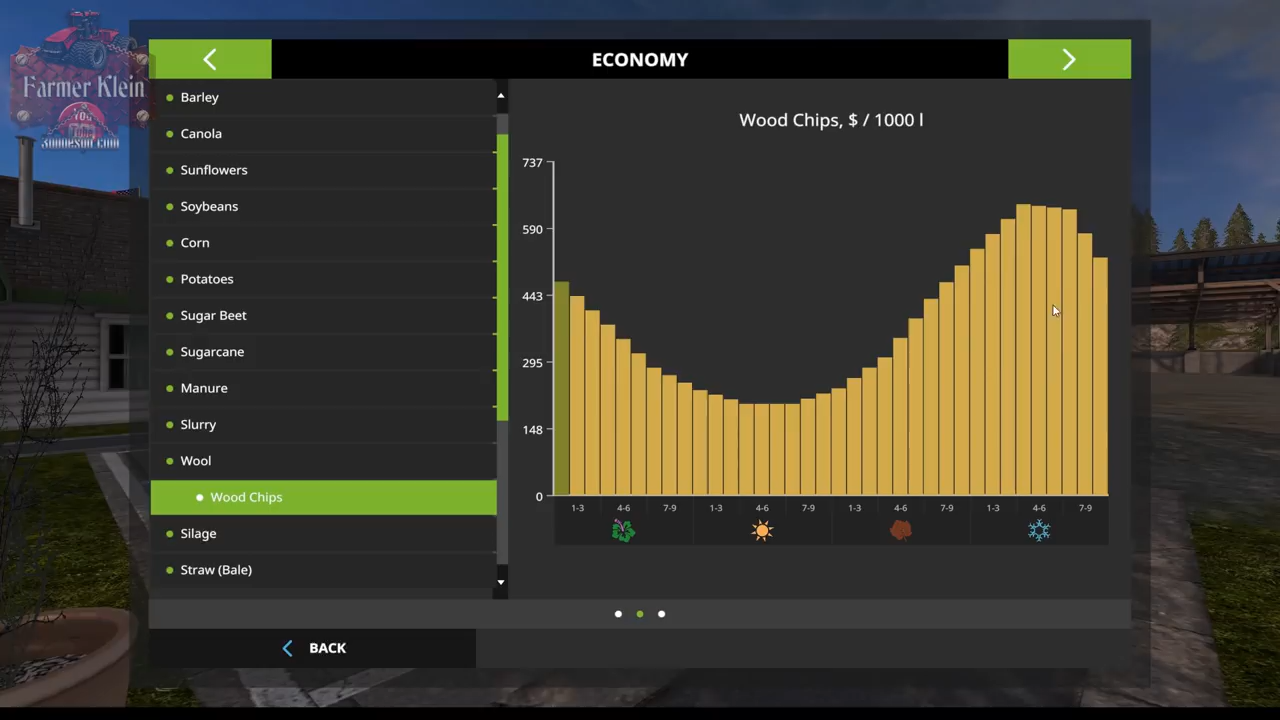 Farmer Klein
You
Tube
ECONOMY
Barley
Canola
Sunflowers
Soybeans
Corn
Potatoes
Sugar Beet
Sugarcane
Manure
Slurry
Wool
Wood Chips
Silage
Straw (Bale)
Wood Chips, $ / 1000 l
737
590
443
295
148
0
1-3 4-6 7-9 1-3 4-6 7-9 1-3 4-6 7-9 1-3 4-6 7-9
BACK